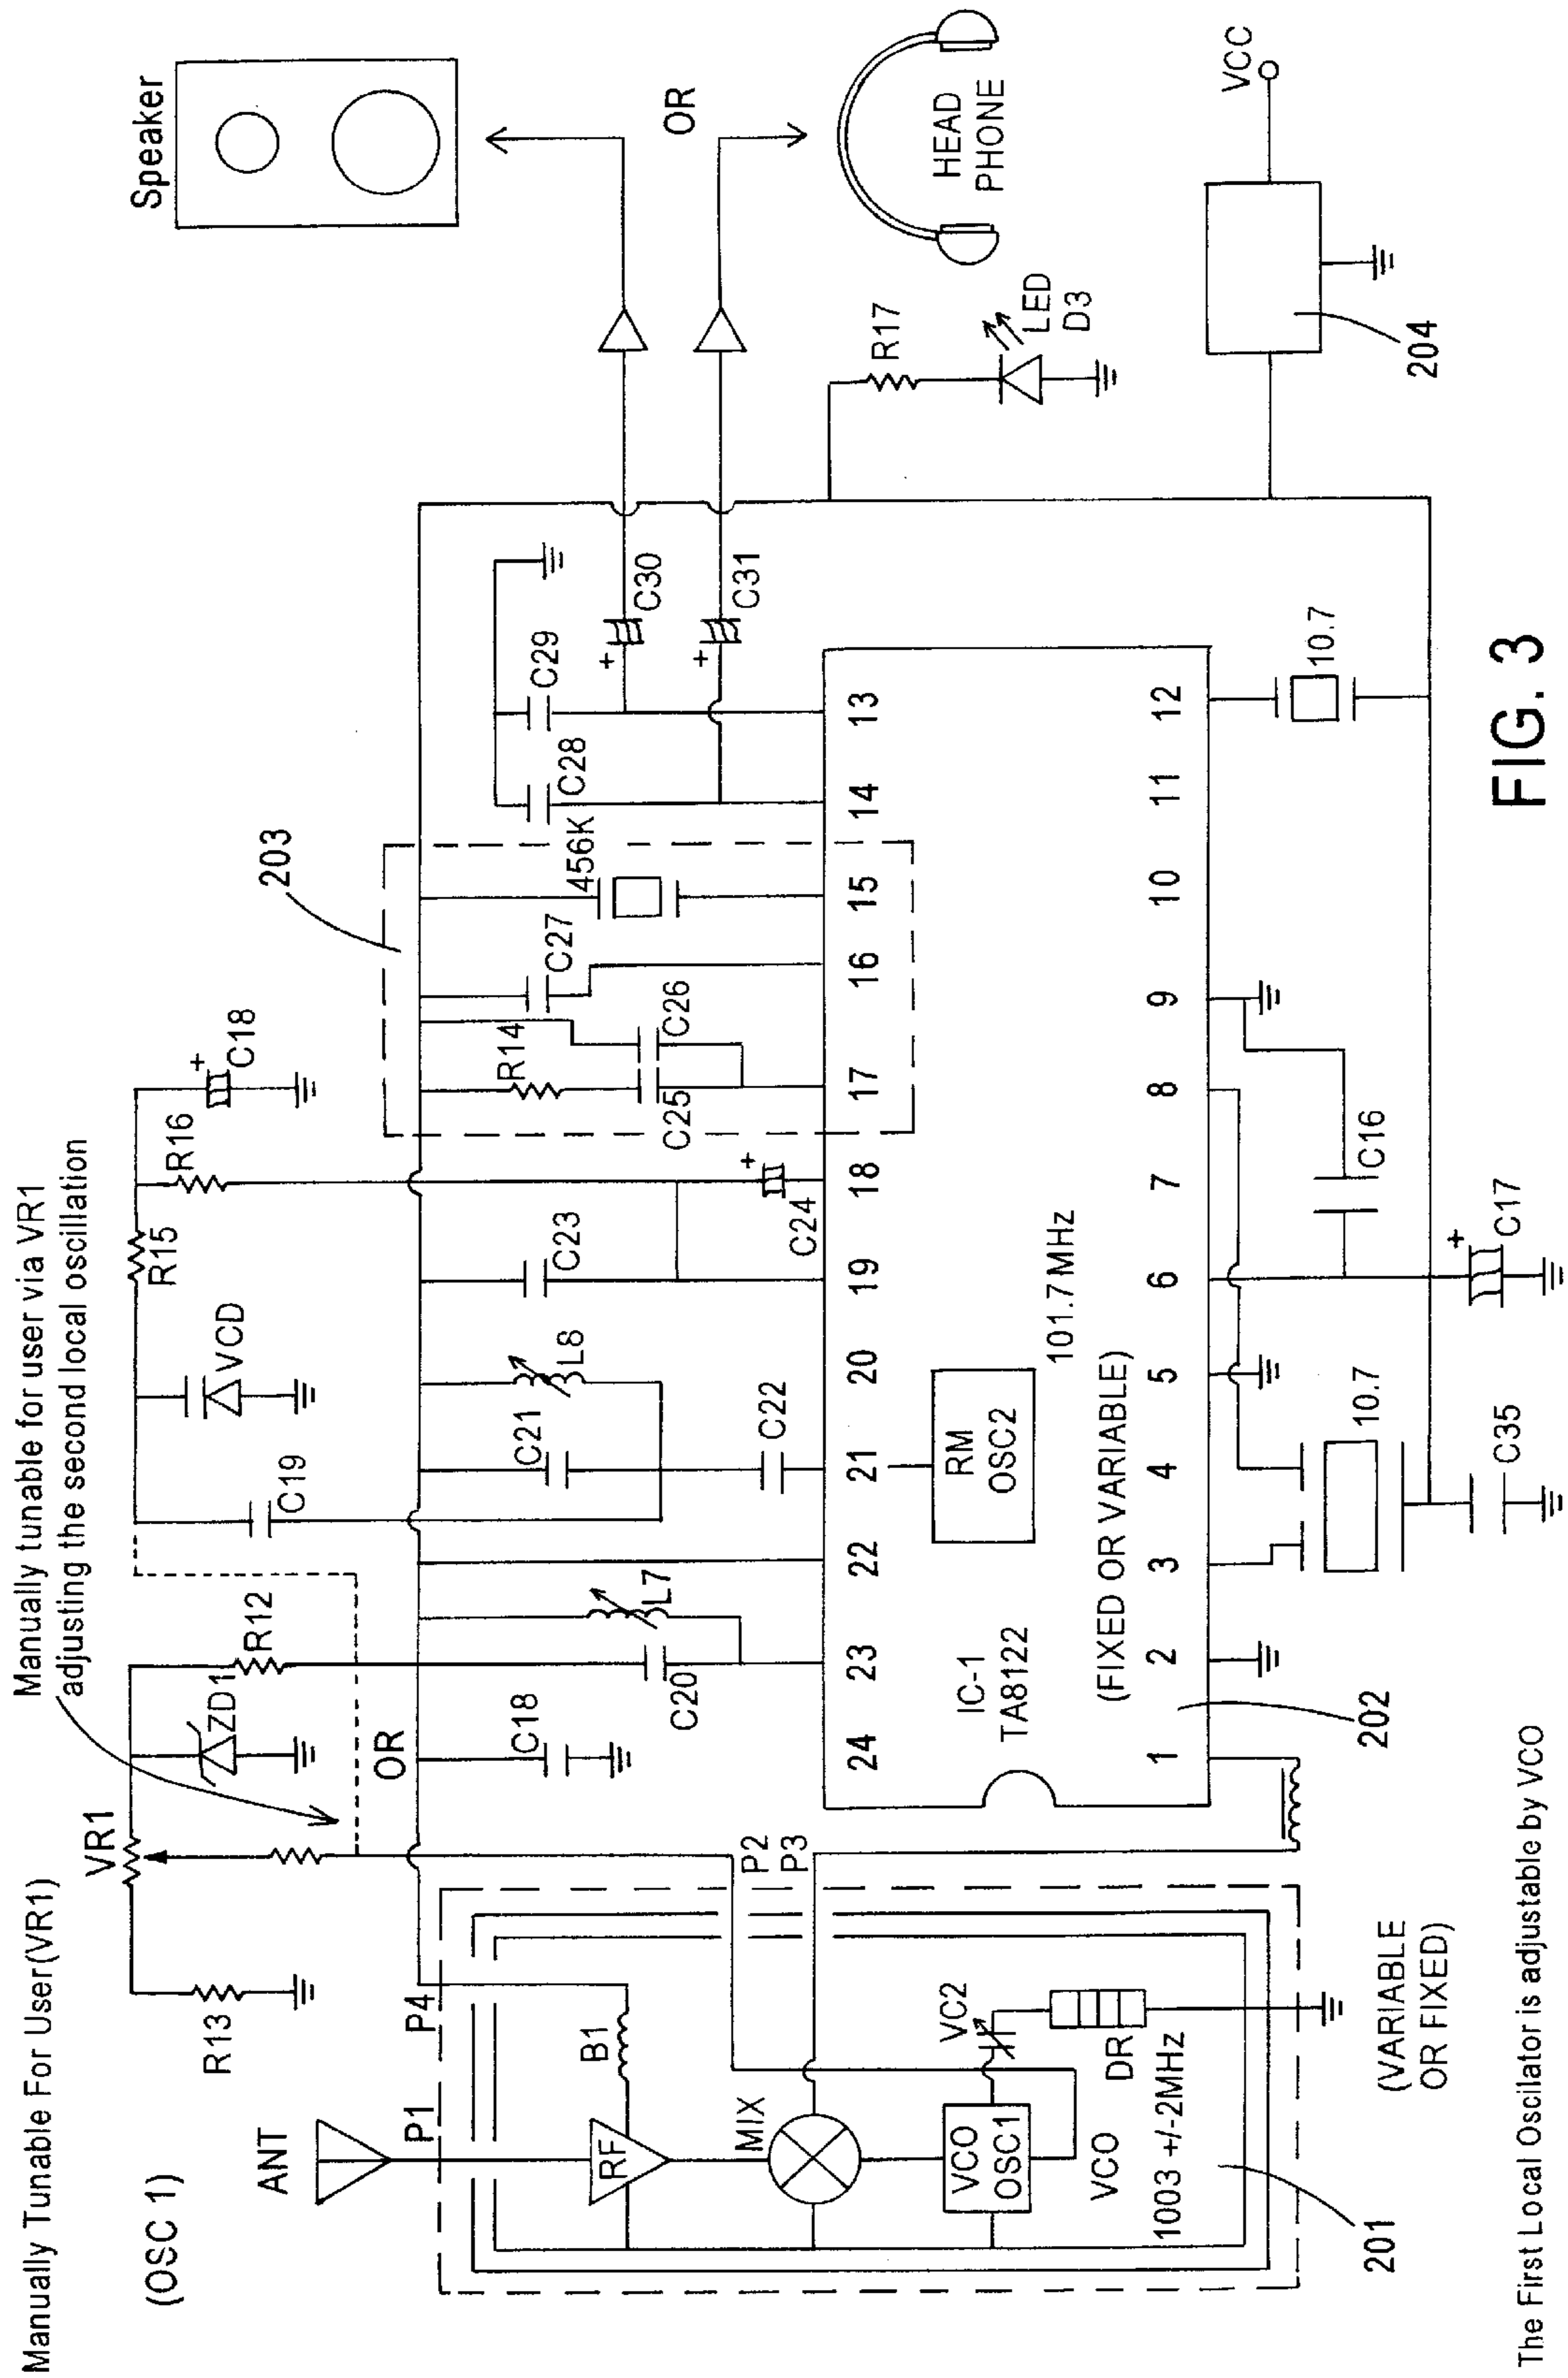 Manually Tunable For User(VR1)
(OSC 1)
Manually tunable for user via VR1
adjusting the second local oscillation
VR1
ZD1
R12
R13
OR
C19
VCD
R15
R16
+
C18
203
Speaker
ANT
P1
P4
B1
RF
MIX
VCO
OSC1
VC2
DR
VCO
1003 +/-2MHz
201
(VARIABLE
OR FIXED)
P2
P3
C18
C20
L7
C21
L8
C22
C23
+
C24
R14
C25
C26
C27
456K
C28
C29
+
C30
+
C31
OR
HEAD
PHONE
R17
LED
D3
VCC
204
24
23
22
21
20
19
18
17
16
15
14
13
IC-1
TA8122
RM
OSC2
101.7MHz
(FIXED OR VARIABLE)
1
2
3
4
5
6
7
8
9
10
11
12
202
10.7
C35
+
C17
C16
10.7
FIG. 3
The First Local Oscilator is adjustable by VCO